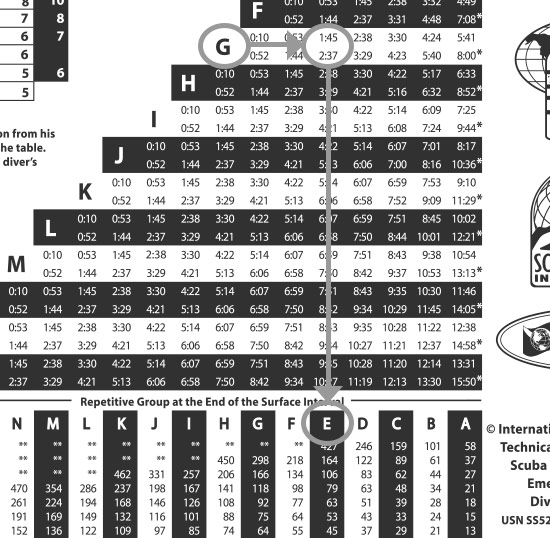 8 10 F 0:10 0:53 1:45 2:38 3:32 4:49
7 8 0:52 1:44 2:37 3:31 4:48 7:08*
6 7 G 0:10 0:53 1:45 2:38 3:30 4:24 5:41
6 0:52 1:44 2:37 3:29 4:23 5:40 8:00*
5 6 H 0:10 0:53 1:45 2:38 3:30 4:22 5:17 6:33
5 0:52 1:44 2:37 3:29 4:21 5:16 6:32 8:52*
I 0:10 0:53 1:45 2:38 3:30 4:22 5:14 6:09 7:25
on from his 0:52 1:44 2:37 3:29 4:21 5:13 6:08 7:24 9:44*
he table. J 0:10 0:53 1:45 2:38 3:30 4:22 5:14 6:07 7:01 8:17
diver's 0:52 1:44 2:37 3:29 4:21 5:13 6:06 7:00 8:16 10:36*
K 0:10 0:53 1:45 2:38 3:30 4:22 5:14 6:07 6:59 7:53 9:10
0:52 1:44 2:37 3:29 4:21 5:13 6:06 6:58 7:52 9:09 11:29*
L 0:10 0:53 1:45 2:38 3:30 4:22 5:14 6:07 6:59 7:51 8:45 10:02
0:52 1:44 2:37 3:29 4:21 5:13 6:06 6:58 7:50 8:44 10:01 12:21*
M 0:10 0:53 1:45 2:38 3:30 4:22 5:14 6:07 6:59 7:51 8:43 9:38 10:54
0:52 1:44 2:37 3:29 4:21 5:13 6:06 6:58 7:50 8:42 9:37 10:53 13:13*
0:10 0:53 1:45 2:38 3:30 4:22 5:14 6:07 6:59 7:51 8:43 9:35 10:30 11:46
0:52 1:44 2:37 3:29 4:21 5:13 6:06 6:58 7:50 8:42 9:34 10:29 11:45 14:05*
0:53 1:45 2:38 3:30 4:22 5:14 6:07 6:59 7:51 8:43 9:35 10:28 11:22 12:38
1:44 2:37 3:29 4:21 5:13 6:06 6:58 7:50 8:42 9:34 10:27 11:21 12:37 14:58*
1:45 2:38 3:30 4:22 5:14 6:07 6:59 7:51 8:43 9:35 10:28 11:20 12:14 13:31
2:37 3:29 4:21 5:13 6:06 6:58 7:50 8:42 9:34 10:27 11:19 12:13 13:30 15:50*
Repetitive Group at the End of the Surface Interval
N M L K J I H G F E D C B A
** ** ** ** ** ** ** ** ** 427 246 159 101 58
** ** ** ** ** ** 450 298 218 164 122 89 61 37
** ** ** 462 331 257 206 166 134 106 83 62 44 27
470 354 286 237 198 167 141 118 98 79 63 48 34 21
261 224 194 168 146 126 108 92 77 63 51 39 28 18
191 169 149 132 116 101 88 75 64 53 43 33 24 15
152 136 122 109 97 85 74 64 55 45 37 29 21 13
SC
IN
© Internati
Technica
Scuba
Eme
Div
USN SS52